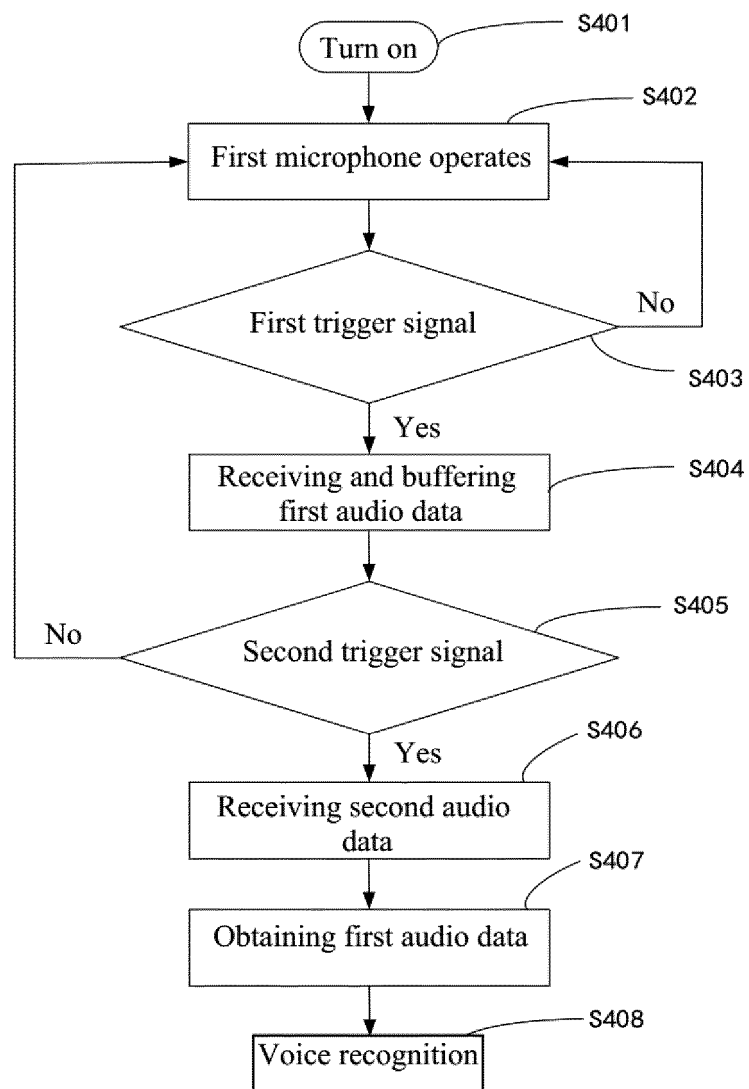 Turn on
S401
S402
First microphone operates
First trigger signal
No
S403
Yes
Receiving and buffering
first audio data
S404
S405
No
Second trigger signal
Yes
S406
Receiving second audio
data
S407
Obtaining first audio data
S408
Voice recognition